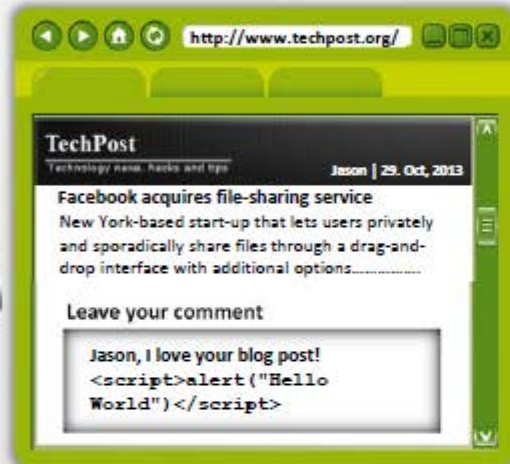 http://www.techpost.org/
TechPost
Technology news, hacks and tips
Jason | 29. Oct, 2013
Facebook acquires file-sharing service
New York-based start-up that lets users privately
and sporadically share files through a drag-and-
drop interface with additional options.................
Leave your comment
Jason, I love your blog post!
<script>alert("Hello
World")</script>